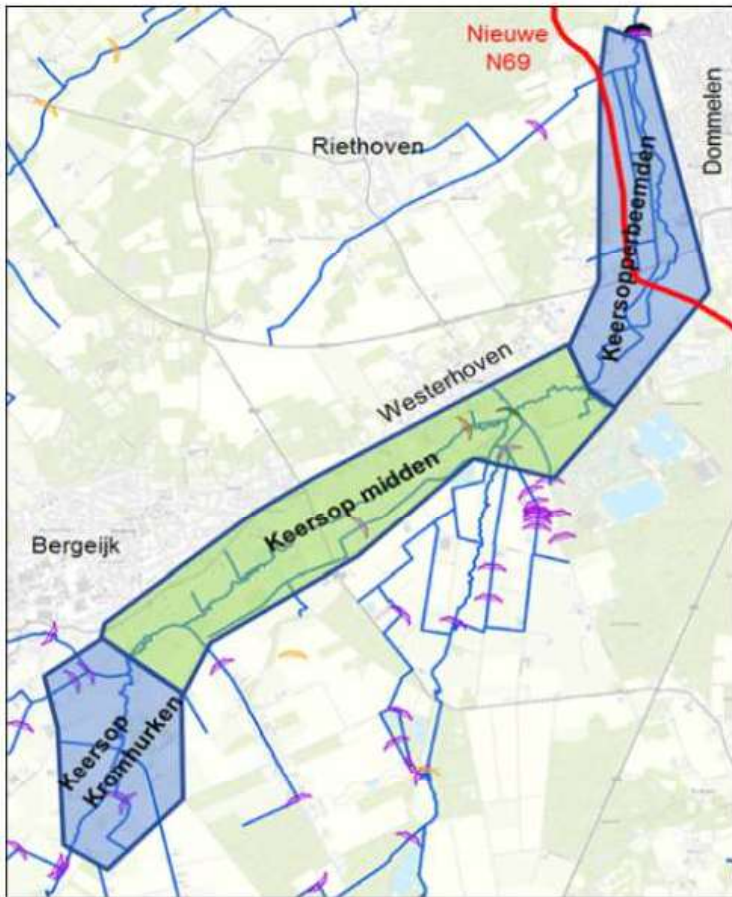 Nieuwe
N69
Riethoven
Dommelen
Keersopperbeemden
Westerhoven
Keersop midden
Bergeijk
Keersop
Kromhurken